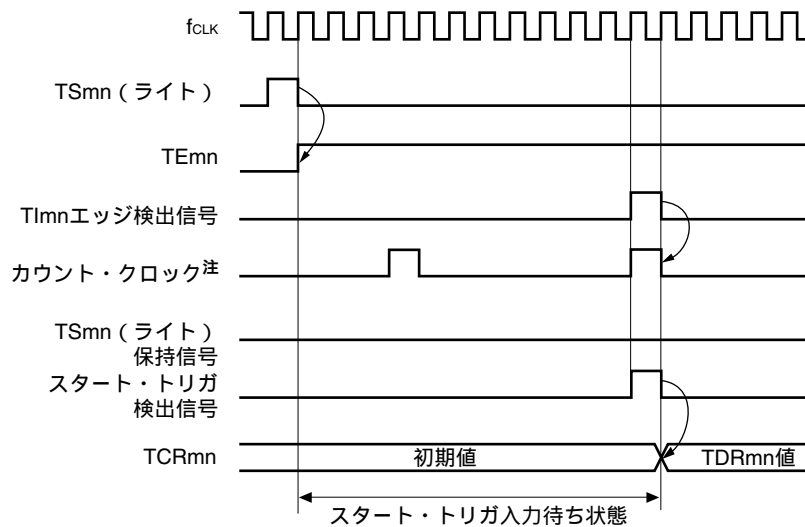 fCLK
TSmn（ライト）
TEmn
TImnエッジ検出信号
カウント・クロック注
TSmn（ライト）
保持信号
スタート・トリガ
検出信号
TCRmn
初期値
TDRmn値
スタート・トリガ入力待ち状態